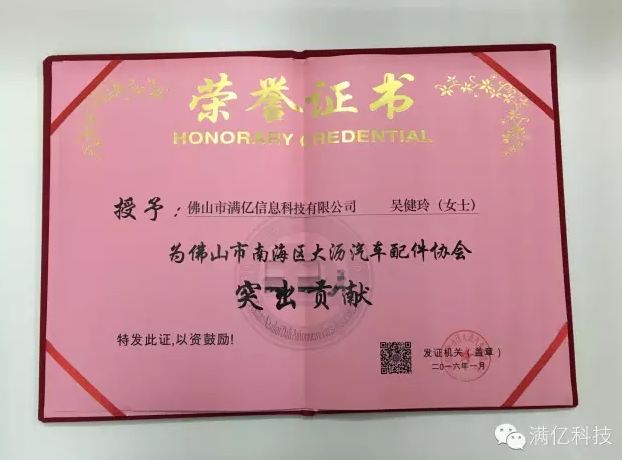 荣誉证书
HONORARY CREDENTIAL
授予：佛山市满亿信息科技有限公司 吴健玲（女士）
为佛山市南海区大沥汽车配件协会
突出贡献
特发此证,以资鼓励!
发证机关（盖章）
二〇一六年一月
满亿科技